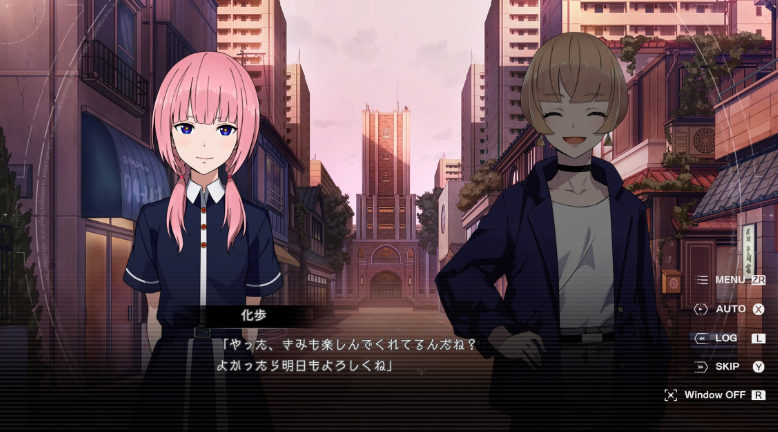 化歩
「やった、きみも楽しんでくれてるんだね?
よかったら明日もよろしくね」
MENU ZR
AUTO X
LOG L
SKIP Y
Window OFF R